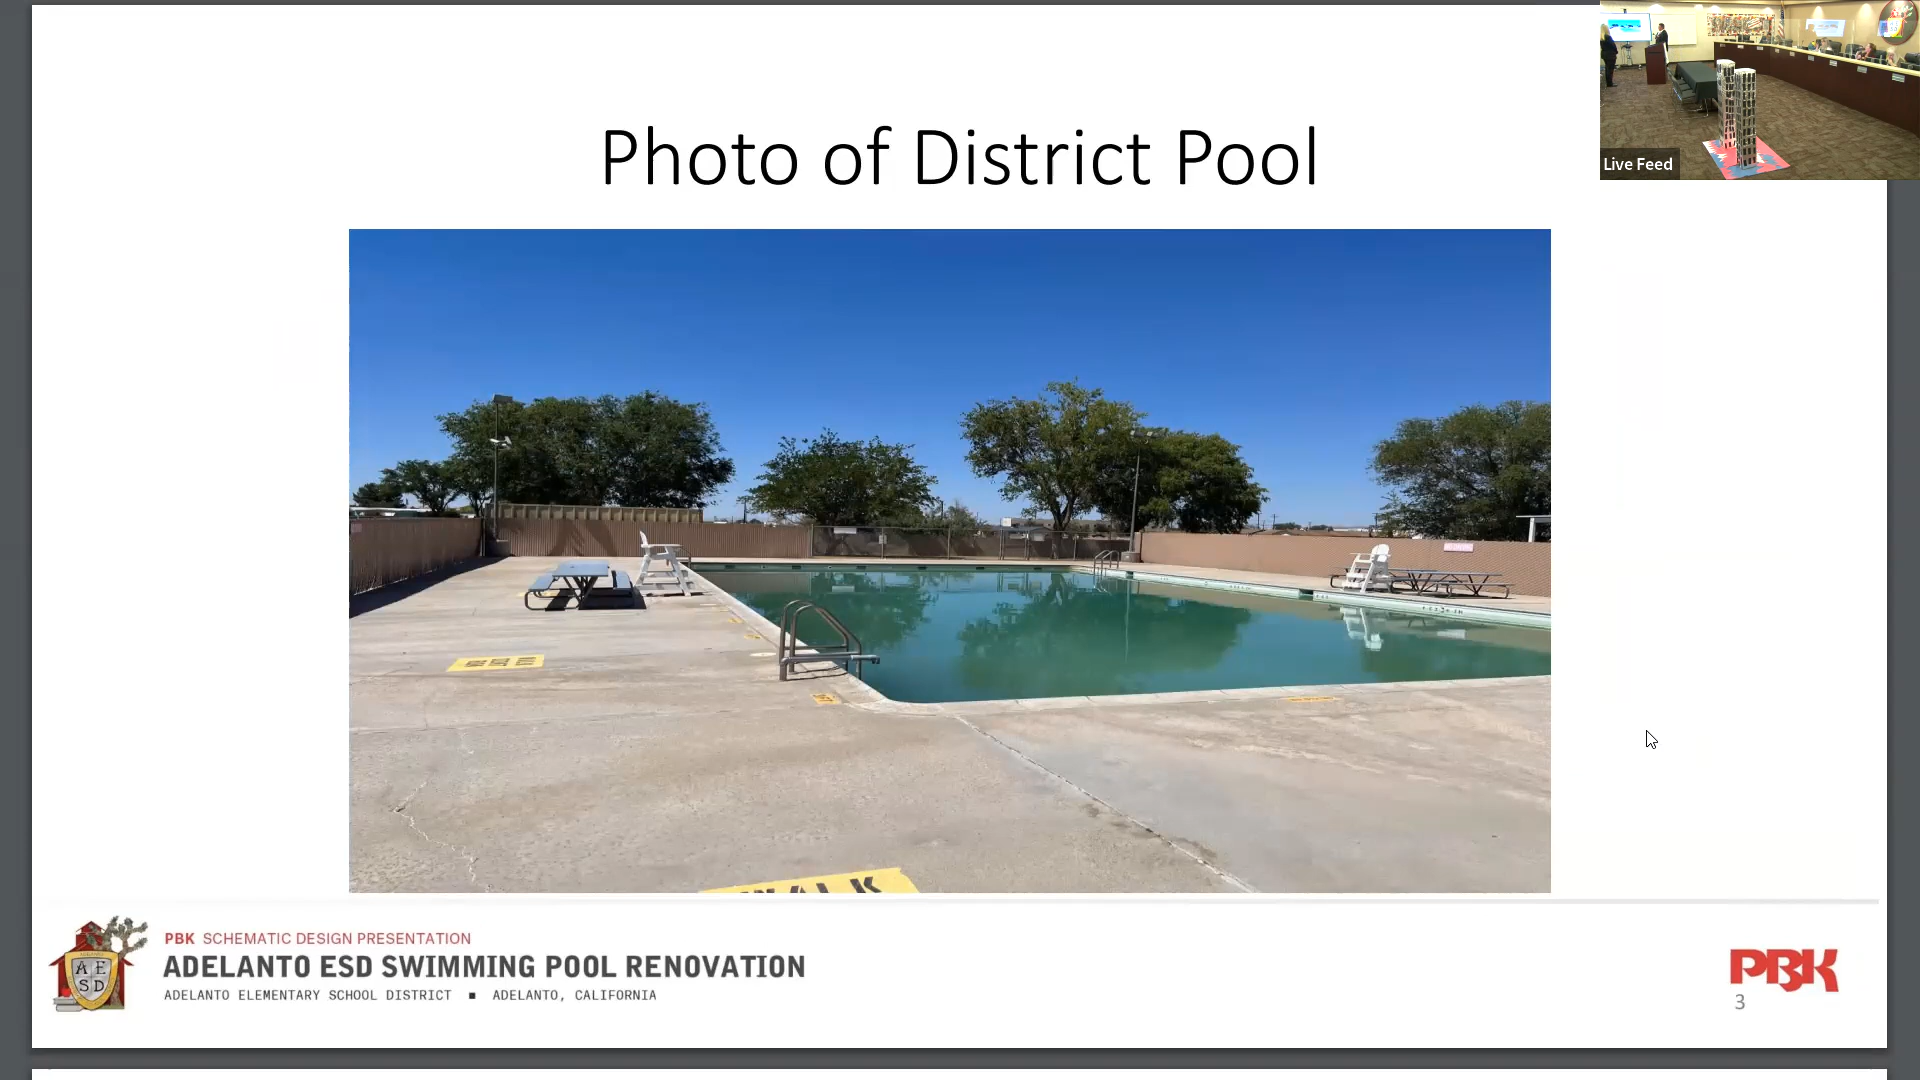 Live Feed
Photo of District Pool
WALK
PBK SCHEMATIC DESIGN PRESENTATION
ADELANTO ESD SWIMMING POOL RENOVATION
ADELANTO ELEMENTARY SCHOOL DISTRICT ▪ ADELANTO, CALIFORNIA
A E
S D
PBK
3